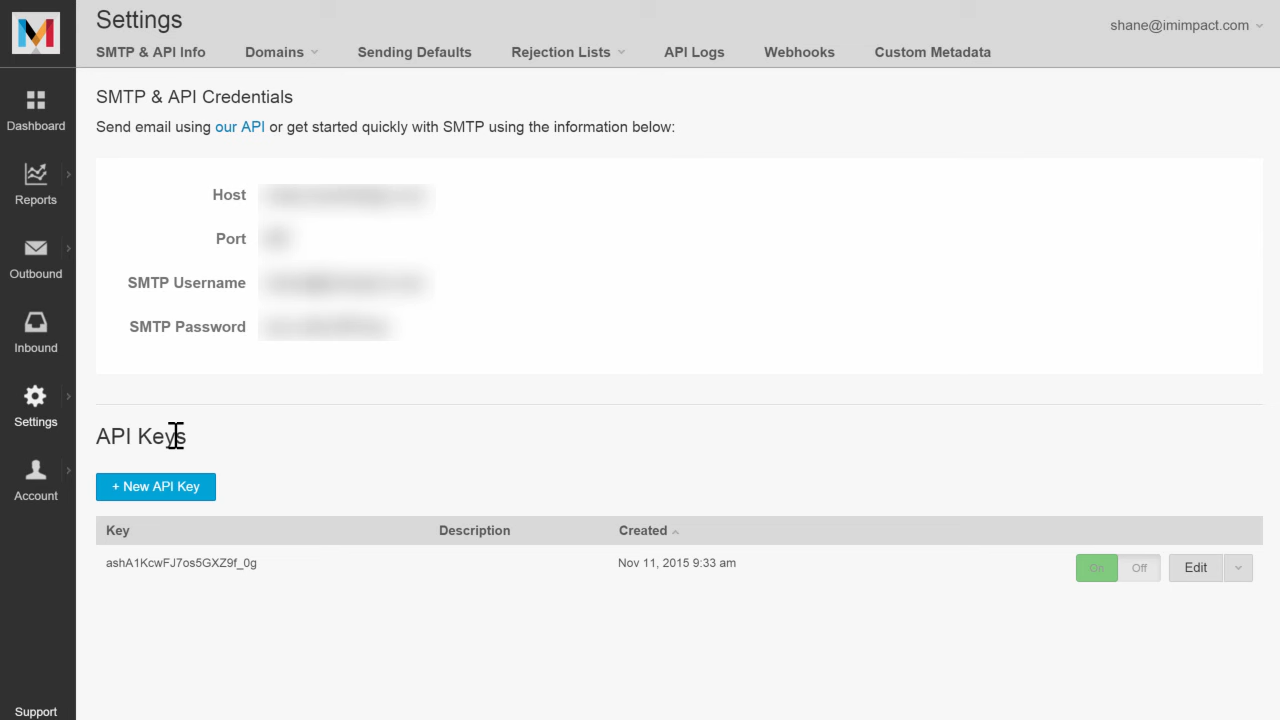 Settings
shane@imimpact.com
SMTP & API Info Domains Sending Defaults Rejection Lists API Logs Webhooks Custom Metadata
Dashboard
Reports
Outbound
Inbound
Settings
Account
Support
SMTP & API Credentials
Send email using our API or get started quickly with SMTP using the information below:
Host
Port
SMTP Username
SMTP Password
API Keys
+ New API Key
Key Description Created
ashA1KcwFJ7os5GXZ9f_0g Nov 11, 2015 9:33 am On Off Edit